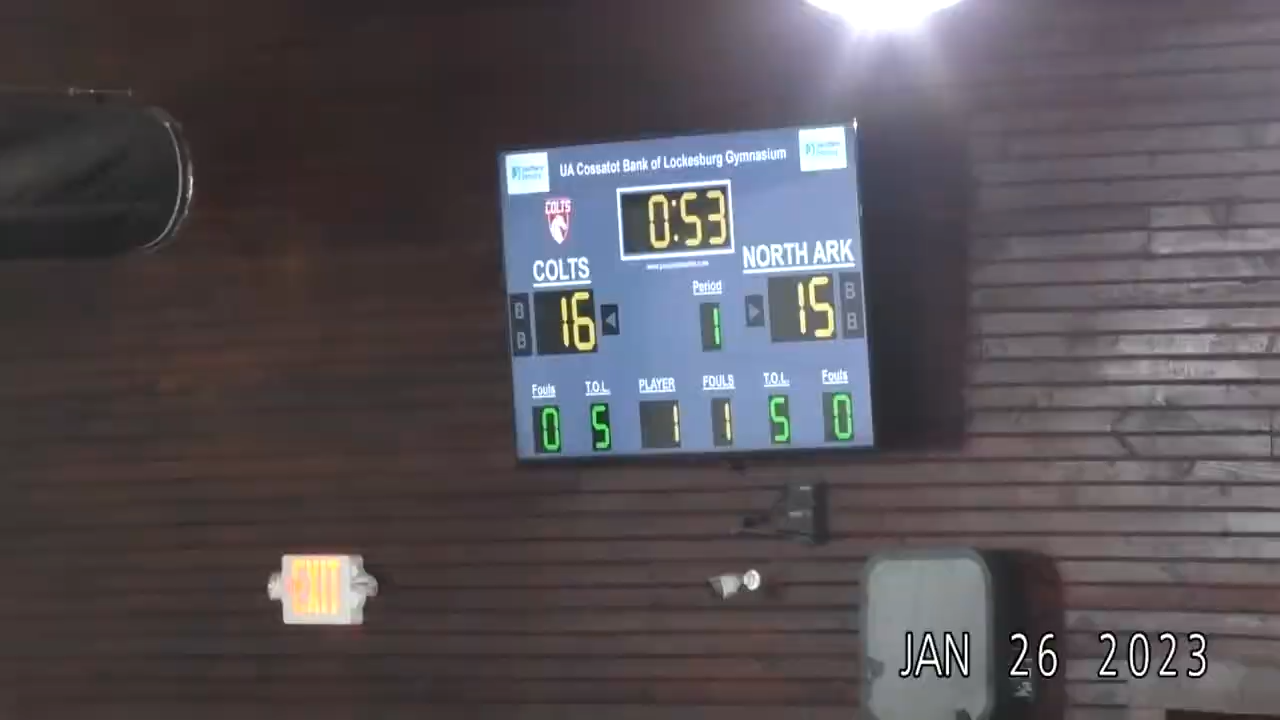 UA Cossatot Bank of Lockesburg Gymnasium
COLTS
0:53
COLTS
NORTH ARK
Period
B
B
16
1
15
B
B
Fouls
T.O.L.
PLAYER
FOULS
T.O.L.
Fouls
0
5
1
1
5
0
EXIT
JAN 26 2023